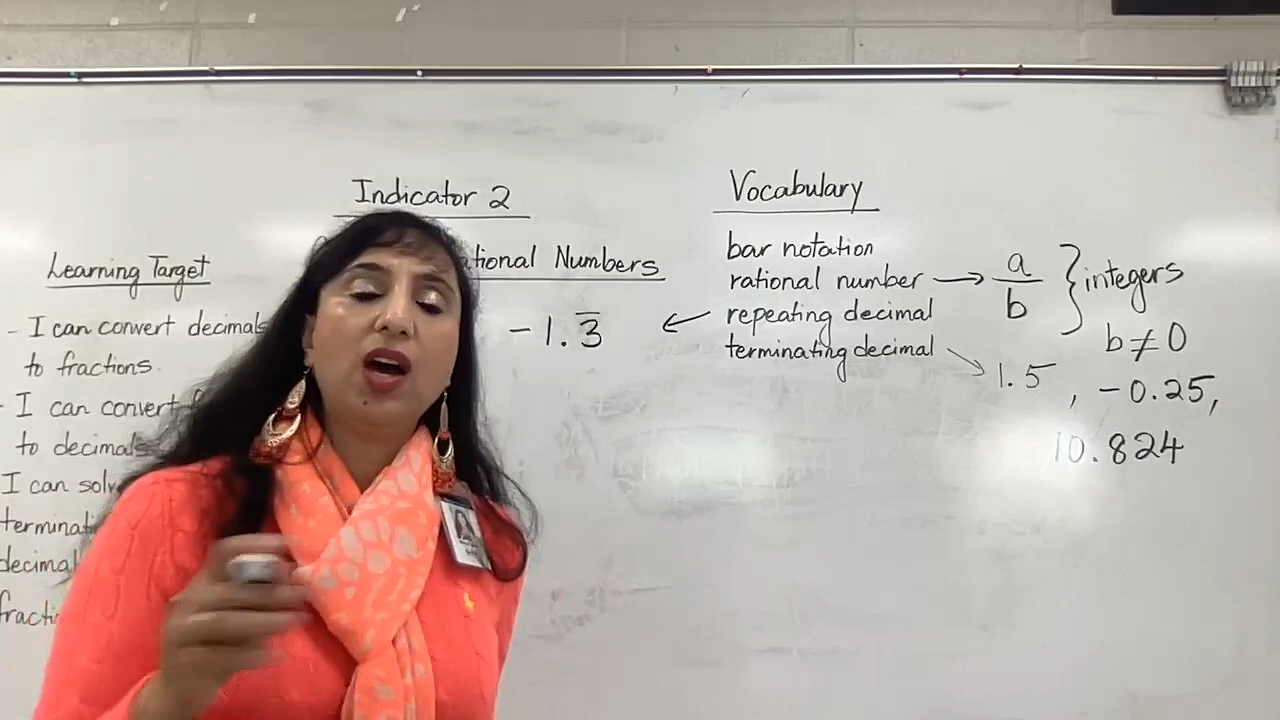 Indicator 2
ational Numbers
Learning Target
- I can convert decimals
to fractions.
- I can convert
to decimals
I can solv
terminati
decimal
fracti
-1.3̅
Vocabulary
bar notation
rational number → a/b } integers
b ≠ 0
repeating decimal
terminating decimal → 1.5 , -0.25,
10.824